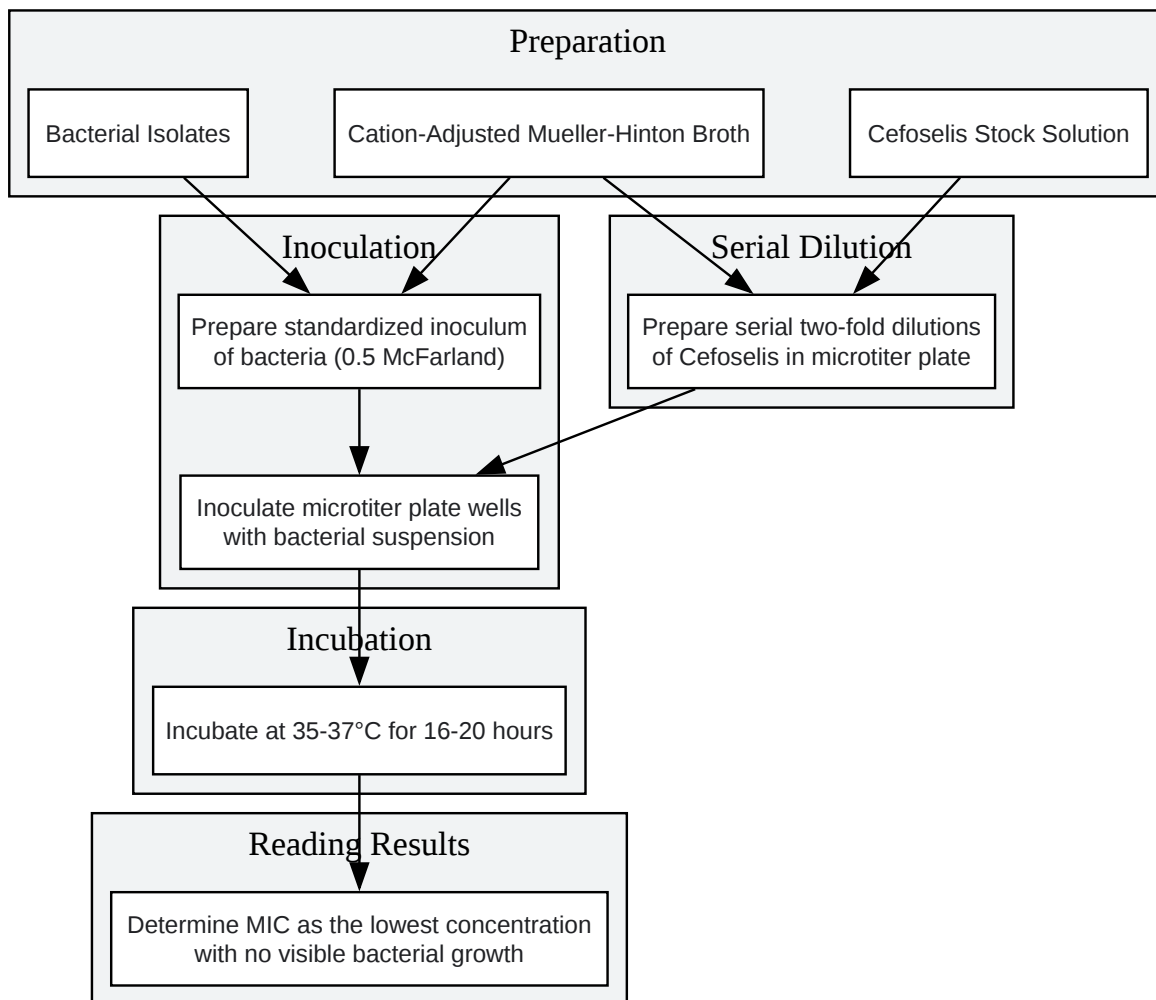 Preparation
Bacterial Isolates
Cation-Adjusted Mueller-Hinton Broth
Cefoselis Stock Solution
Inoculation
Serial Dilution
Prepare standardized inoculum
of bacteria (0.5 McFarland)
Prepare serial two-fold dilutions
of Cefoselis in microtiter plate
Inoculate microtiter plate wells
with bacterial suspension
Incubation
Incubate at 35-37°C for 16-20 hours
Reading Results
Determine MIC as the lowest concentration
with no visible bacterial growth